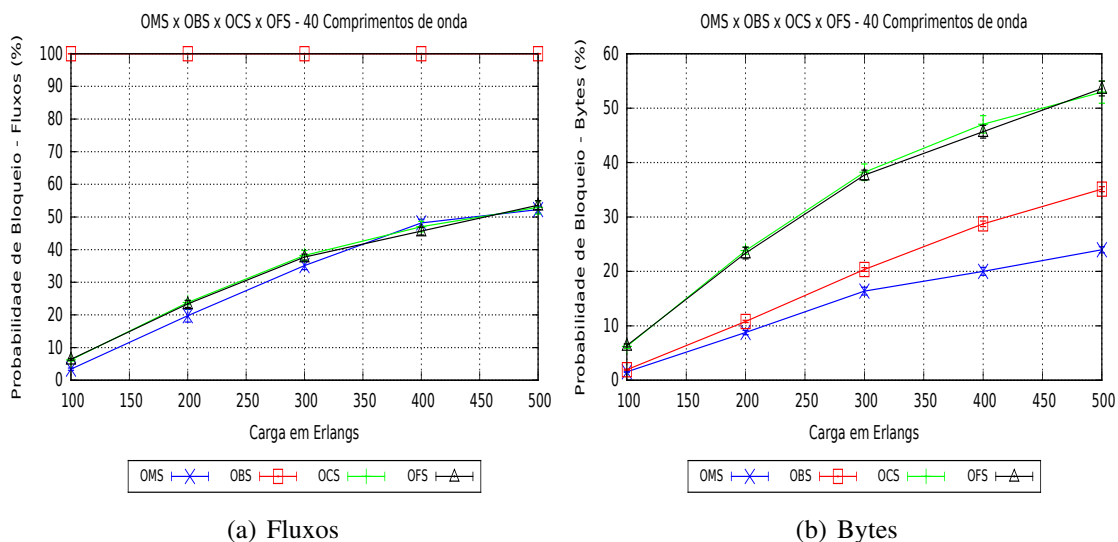 OMS x OBS x OCS x OFS - 40 Comprimentos de onda
Probabilidade de Bloqueio - Fluxos (%)
100
90
80
70
60
50
40
30
20
10
0
100 150 200 250 300 350 400 450 500
Carga em Erlangs
OMS OBS OCS OFS
(a) Fluxos
OMS x OBS x OCS x OFS - 40 Comprimentos de onda
Probabilidade de Bloqueio - Bytes (%)
60
50
40
30
20
10
0
100 150 200 250 300 350 400 450 500
Carga em Erlangs
OMS OBS OCS OFS
(b) Bytes